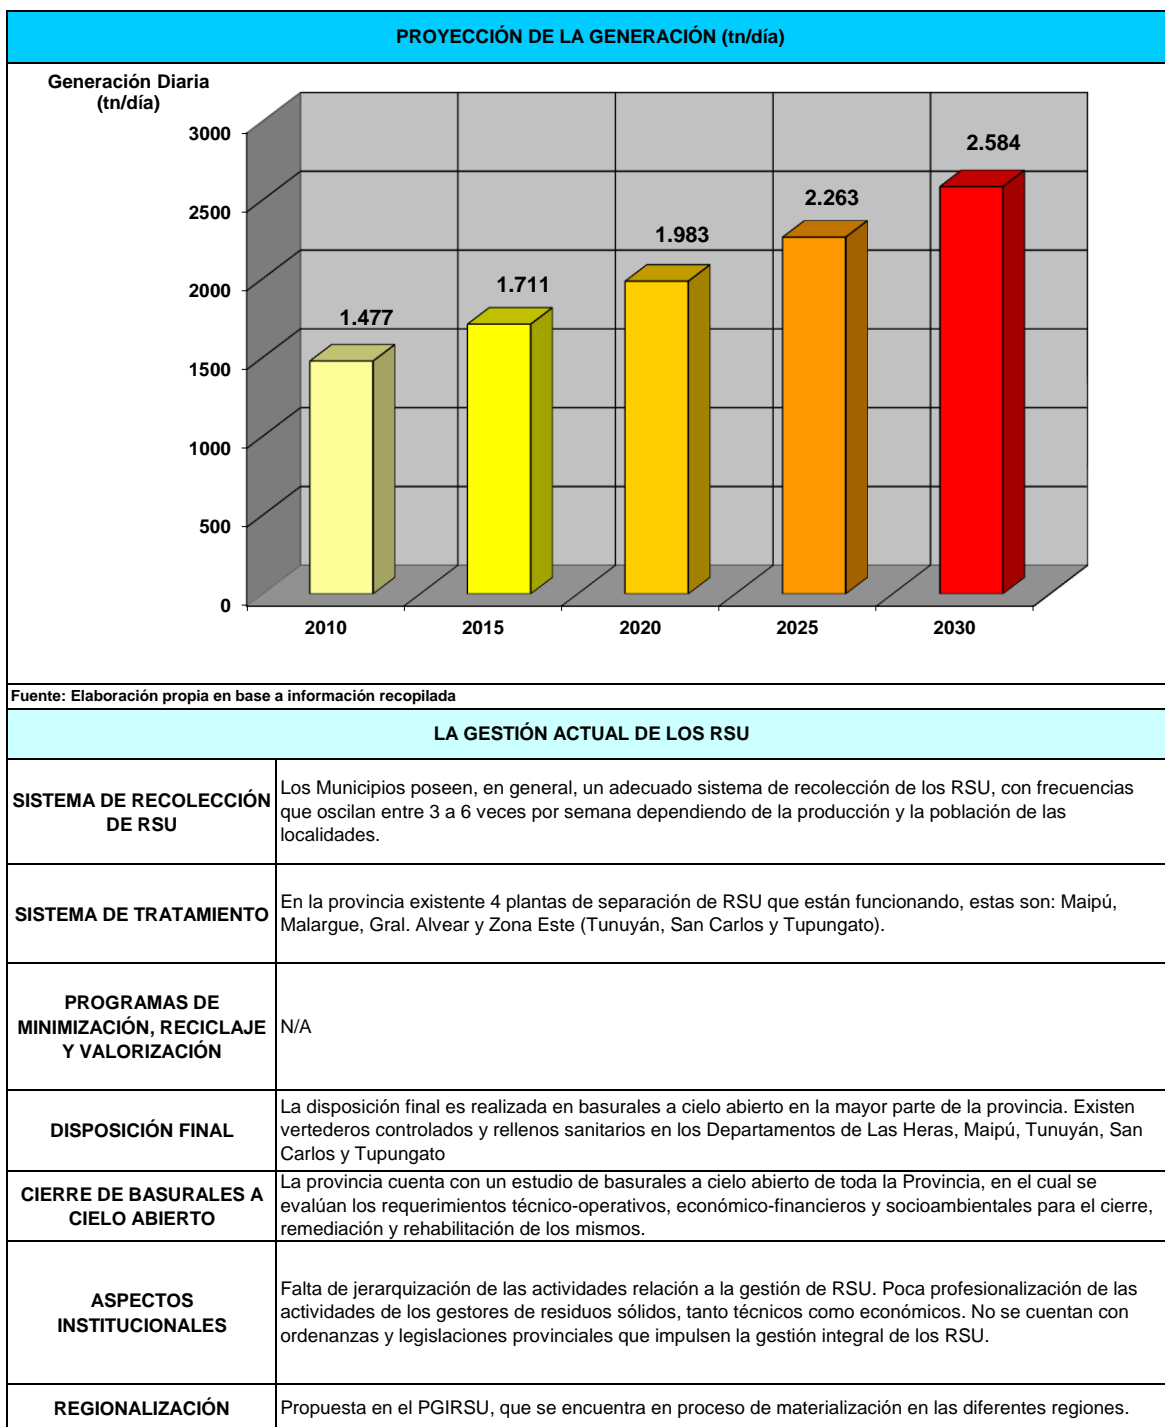 PROYECCIÓN DE LA GENERACIÓN (tn/día)
Generación Diaria
(tn/día)
3000
2500
2000
1500
1000
500
0
1.477
1.711
1.983
2.263
2.584
2010
2015
2020
2025
2030
Fuente: Elaboración propia en base a información recopilada
LA GESTIÓN ACTUAL DE LOS RSU
SISTEMA DE RECOLECCIÓN
DE RSU
Los Municipios poseen, en general, un adecuado sistema de recolección de los RSU, con frecuencias
que oscilan entre 3 a 6 veces por semana dependiendo de la producción y la población de las
localidades.
SISTEMA DE TRATAMIENTO
En la provincia existente 4 plantas de separación de RSU que están funcionando, estas son: Maipú,
Malargue, Gral. Alvear y Zona Este (Tunuyán, San Carlos y Tupungato).
PROGRAMAS DE
MINIMIZACIÓN, RECICLAJE
Y VALORIZACIÓN
N/A
DISPOSICIÓN FINAL
La disposición final es realizada en basurales a cielo abierto en la mayor parte de la provincia. Existen
vertederos controlados y rellenos sanitarios en los Departamentos de Las Heras, Maipú, Tunuyán, San
Carlos y Tupungato
CIERRE DE BASURALES A
CIELO ABIERTO
La provincia cuenta con un estudio de basurales a cielo abierto de toda la Provincia, en el cual se
evalúan los requerimientos técnico-operativos, económico-financieros y socioambientales para el cierre,
remediación y rehabilitación de los mismos.
ASPECTOS
INSTITUCIONALES
Falta de jerarquización de las actividades relación a la gestión de RSU. Poca profesionalización de las
actividades de los gestores de residuos sólidos, tanto técnicos como económicos. No se cuentan con
ordenanzas y legislaciones provinciales que impulsen la gestión integral de los RSU.
REGIONALIZACIÓN
Propuesta en el PGIRSU, que se encuentra en proceso de materialización en las diferentes regiones.